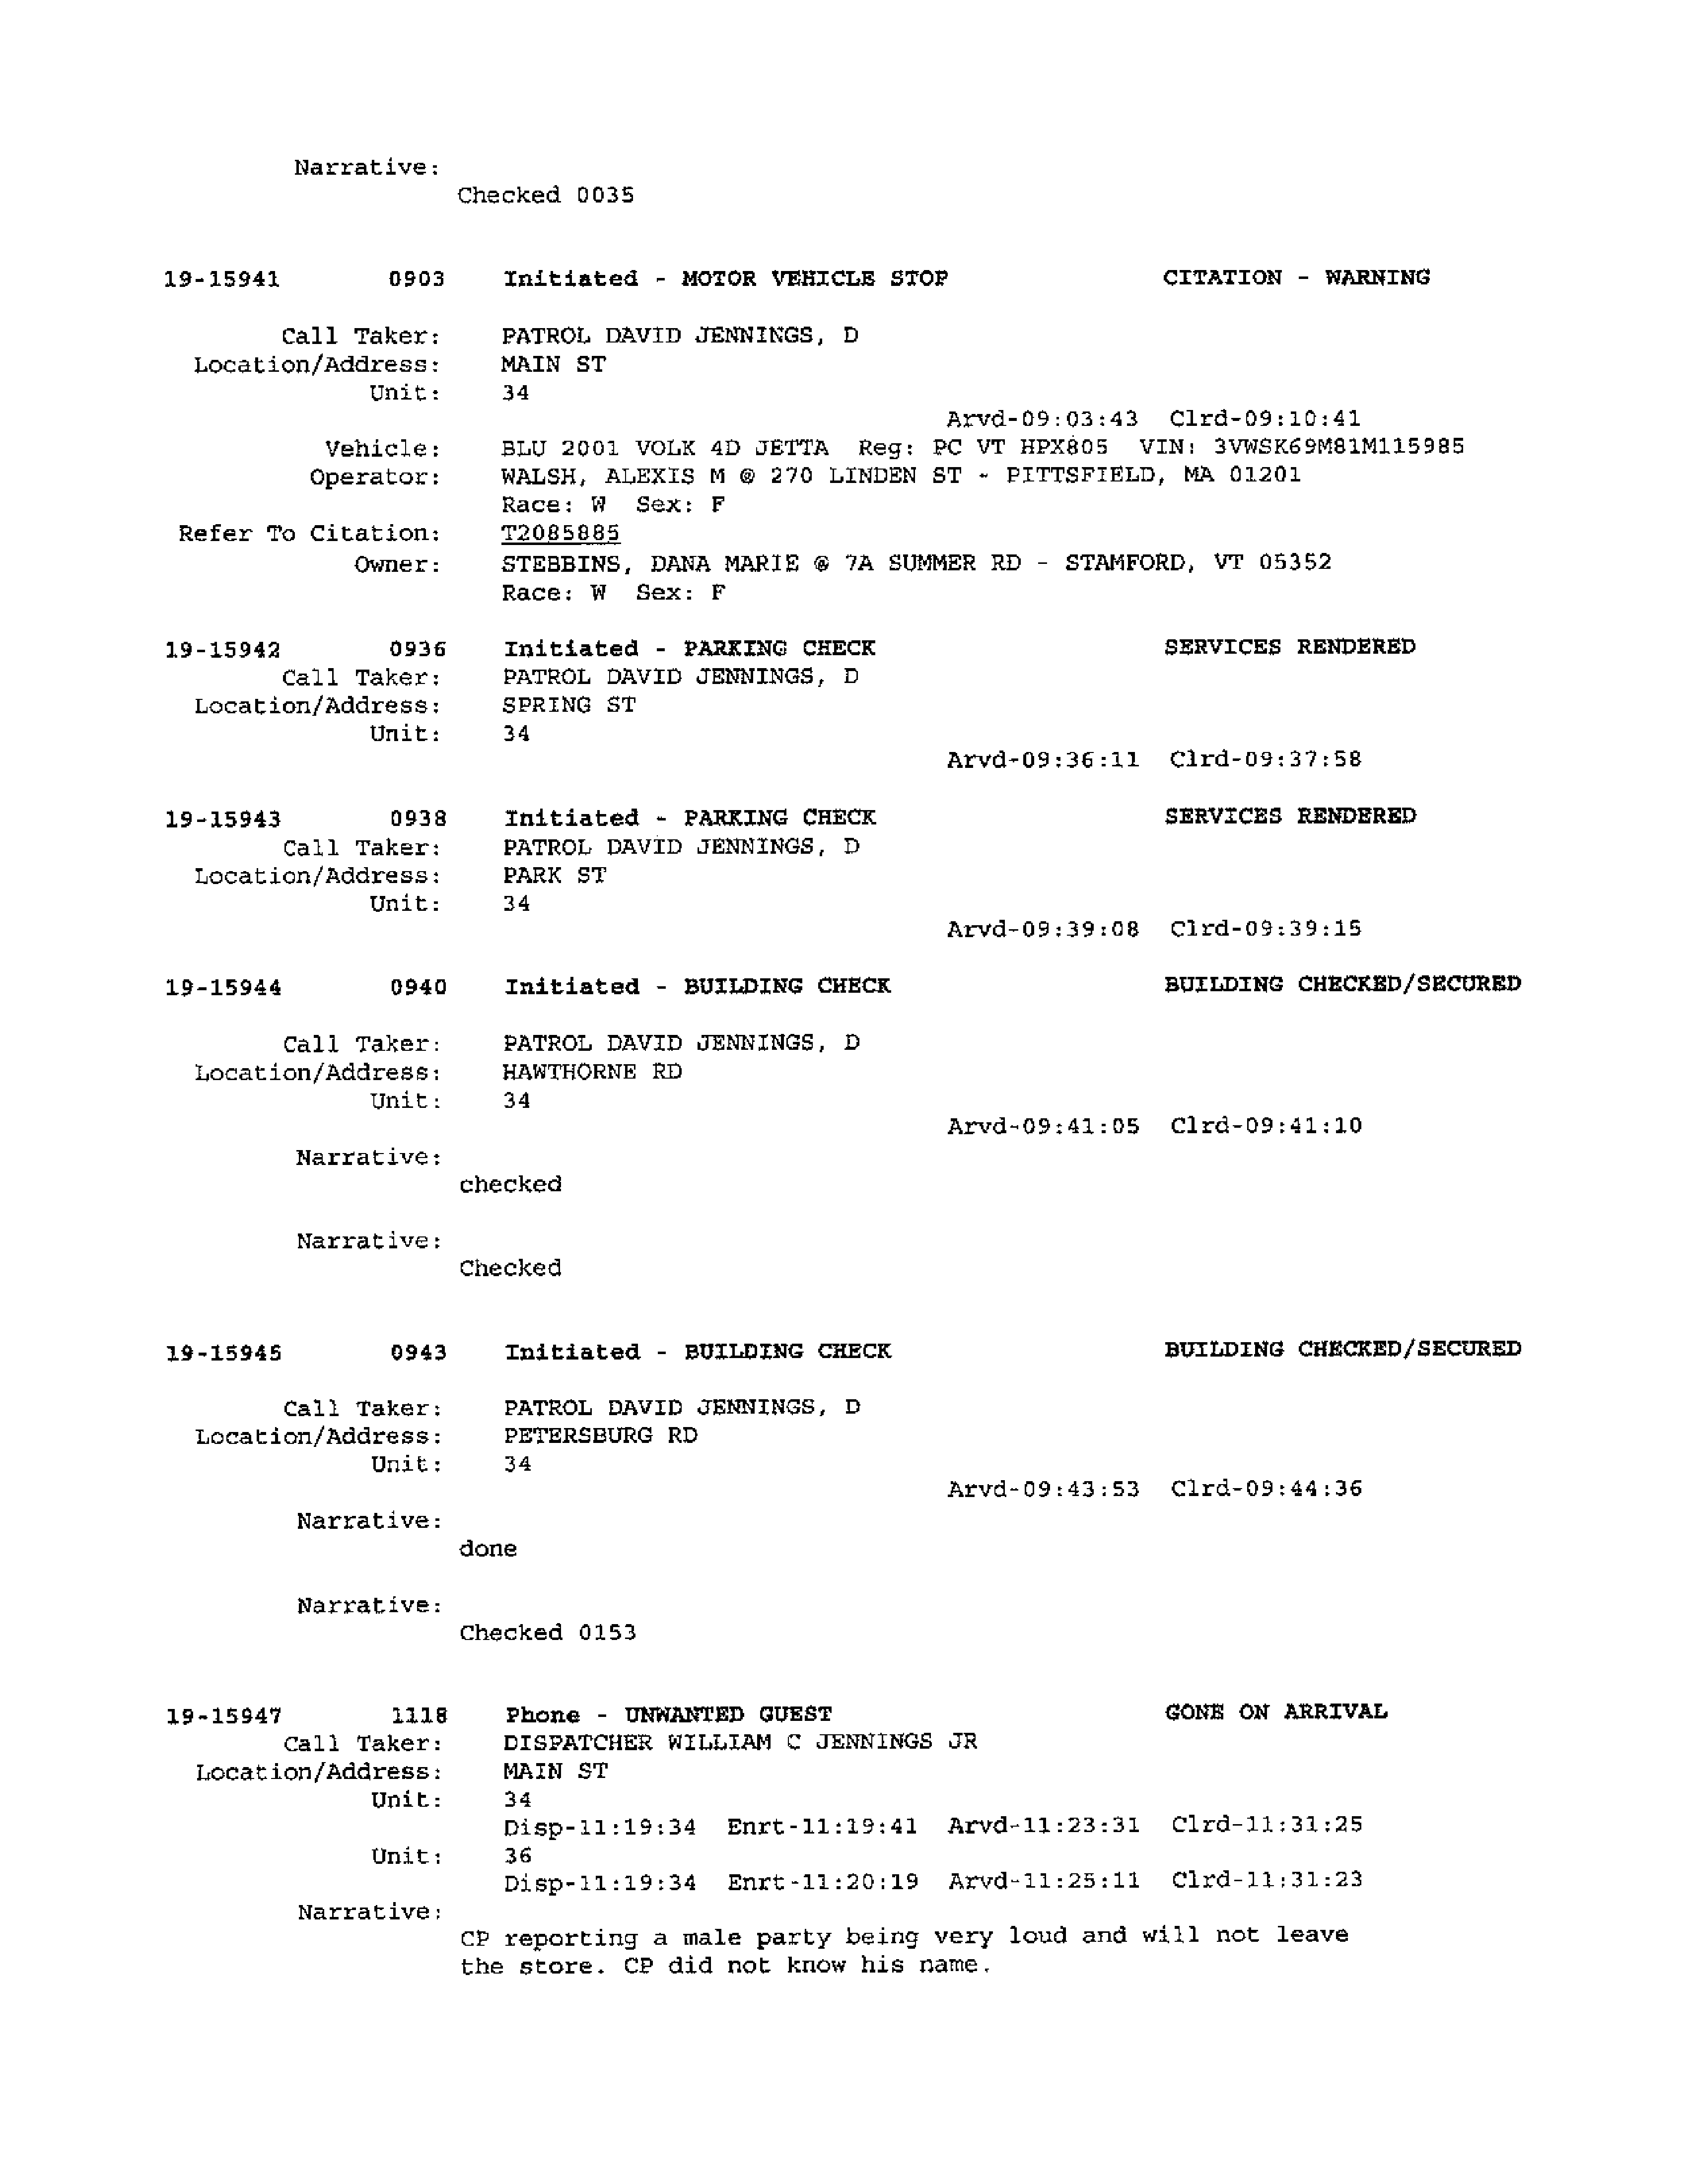 Narrative:
Checked 0035
19-15941 0903 Initiated - MOTOR VEHICLE STOP CITATION - WARNING
Call Taker: PATROL DAVID JENNINGS, D
Location/Address: MAIN ST
Unit: 34
Arvd-09:03:43 Clrd-09:10:41
Vehicle: BLU 2001 VOLK 4D JETTA Reg: PC VT HPX805 VIN: 3VWSK69M81M115985
Operator: WALSH, ALEXIS M @ 270 LINDEN ST - PITTSFIELD, MA 01201
Race: W Sex: F
Refer To Citation: T2085885
Owner: STEBBINS, DANA MARIE @ 7A SUMMER RD - STAMFORD, VT 05352
Race: W Sex: F
19-15942 0936 Initiated - PARKING CHECK SERVICES RENDERED
Call Taker: PATROL DAVID JENNINGS, D
Location/Address: SPRING ST
Unit: 34
Arvd-09:36:11 Clrd-09:37:58
19-15943 0938 Initiated - PARKING CHECK SERVICES RENDERED
Call Taker: PATROL DAVID JENNINGS, D
Location/Address: PARK ST
Unit: 34
Arvd-09:39:08 Clrd-09:39:15
19-15944 0940 Initiated - BUILDING CHECK BUILDING CHECKED/SECURED
Call Taker: PATROL DAVID JENNINGS, D
Location/Address: HAWTHORNE RD
Unit: 34
Arvd-09:41:05 Clrd-09:41:10
Narrative:
checked
Narrative:
Checked
19-15945 0943 Initiated - BUILDING CHECK BUILDING CHECKED/SECURED
Call Taker: PATROL DAVID JENNINGS, D
Location/Address: PETERSBURG RD
Unit: 34
Arvd-09:43:53 Clrd-09:44:36
Narrative:
done
Narrative:
Checked 0153
19-15947 1118 Phone - UNWANTED GUEST GONE ON ARRIVAL
Call Taker: DISPATCHER WILLIAM C JENNINGS JR
Location/Address: MAIN ST
Unit: 34
Disp-11:19:34 Enrt-11:19:41 Arvd-11:23:31 Clrd-11:31:25
Unit: 36
Disp-11:19:34 Enrt-11:20:19 Arvd-11:25:11 Clrd-11:31:23
Narrative:
CP reporting a male party being very loud and will not leave
the store. CP did not know his name.